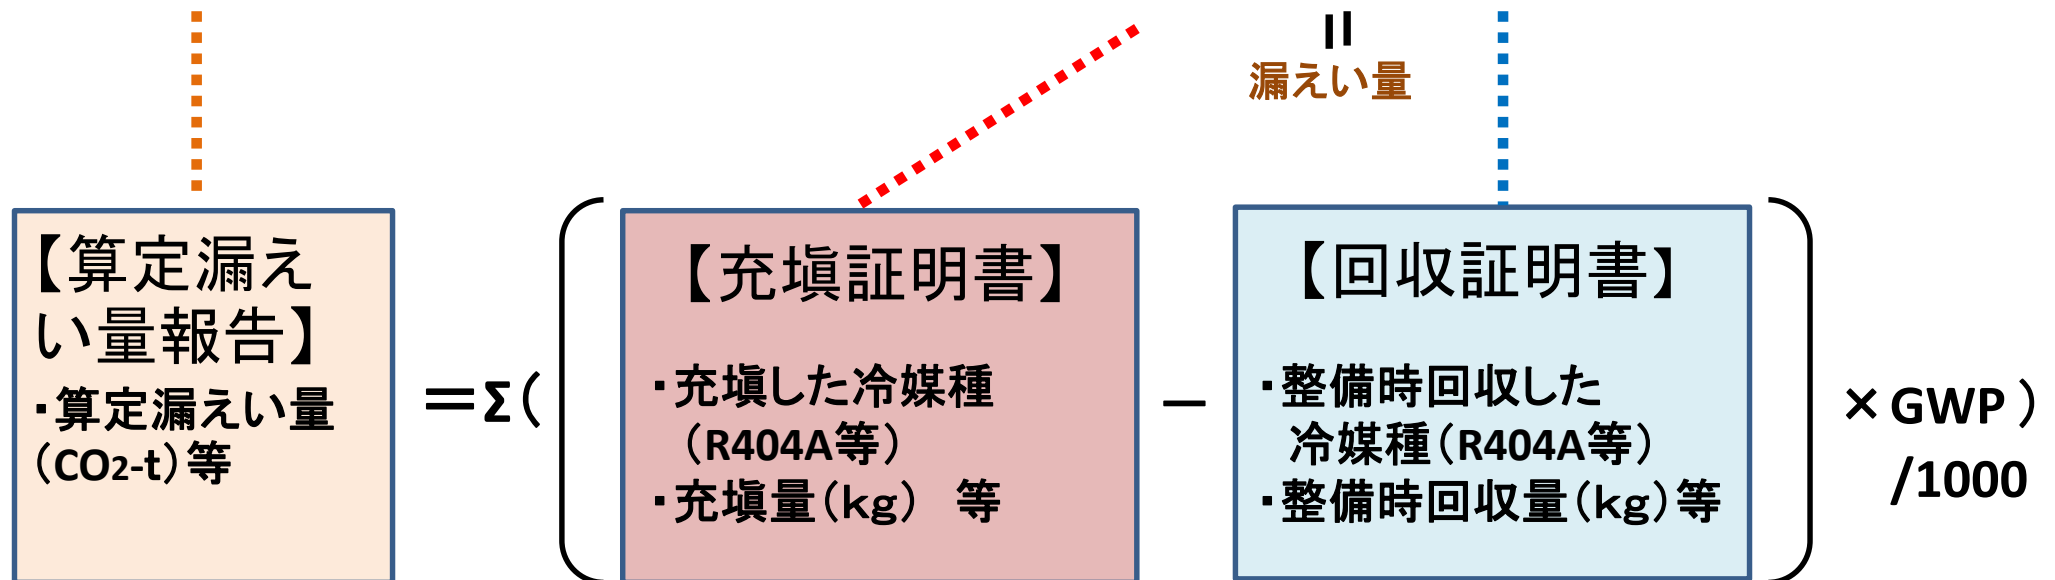 =
漏えい量
【算定漏え
い量報告】
・算定漏えい量
(CO2-t)等
＝Σ(
【充塡証明書】
・充塡した冷媒種
(R404A等)
・充塡量(kg) 等
－
【回収証明書】
・整備時回収した
冷媒種(R404A等)
・整備時回収量(kg)等
× GWP )
/1000